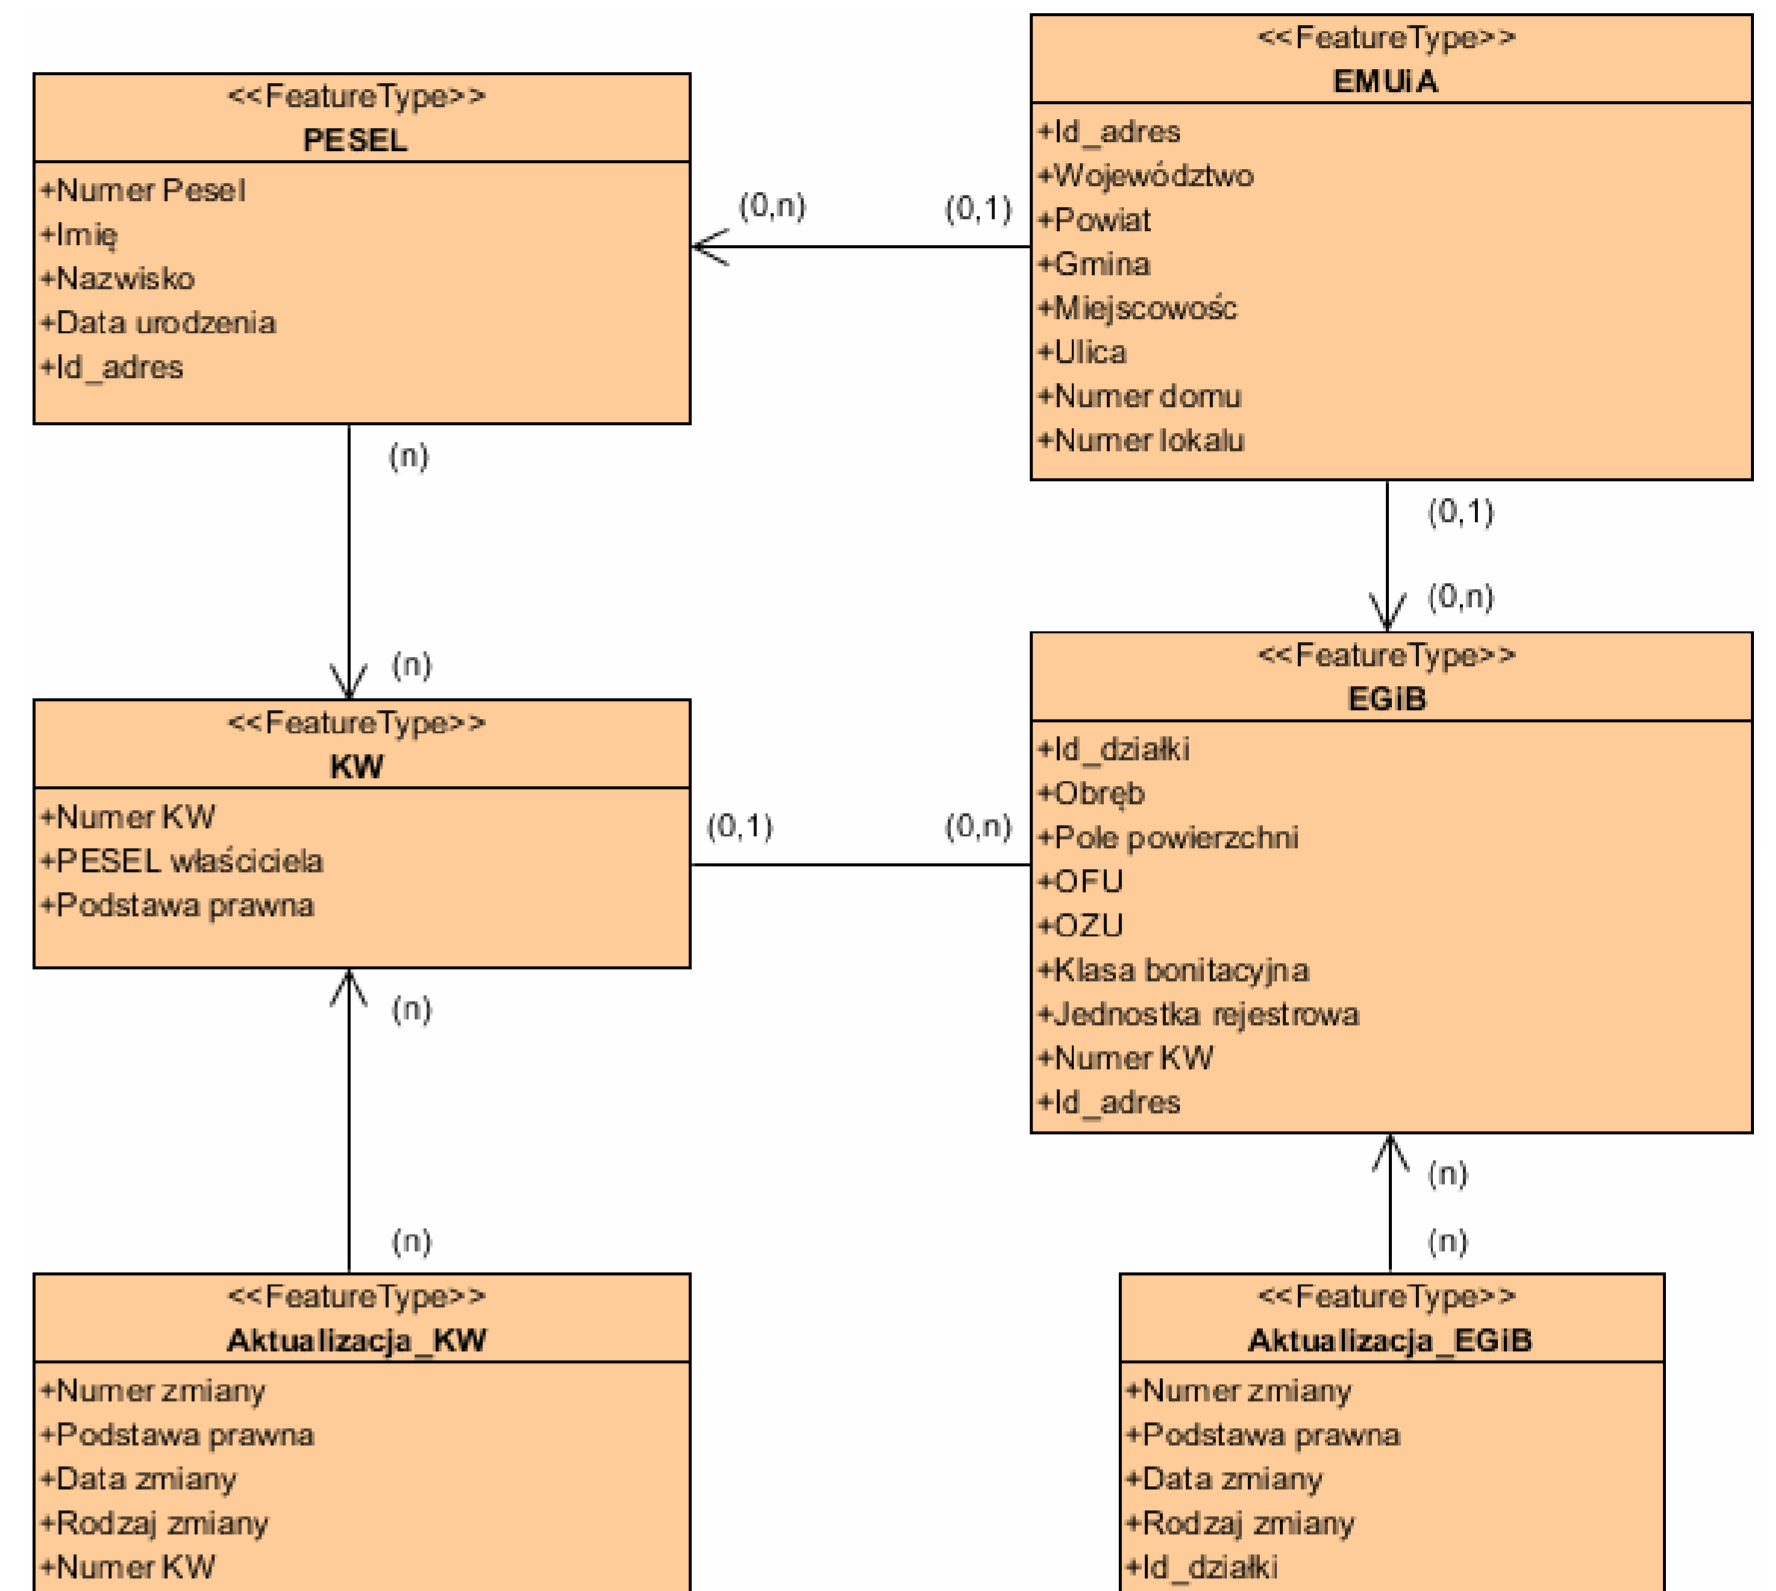 <<FeatureType>>
PESEL
+Numer Pesel
+Imię
+Nazwisko
+Data urodzenia
+Id_adres
(0,n)
(0,1)
<<FeatureType>>
EMUiA
+Id_adres
+Województwo
+Powiat
+Gmina
+Miejscowośc
+Ulica
+Numer domu
+Numer lokalu
(n)
(n)
(0,1)
(0,n)
<<FeatureType>>
KW
+Numer KW
+PESEL właściciela
+Podstawa prawna
(0,1)
(0,n)
<<FeatureType>>
EGiB
+Id_działki
+Obręb
+Pole powierzchni
+OFU
+OZU
+Klasa bonitacyjna
+Jednostka rejestrowa
+Numer KW
+Id_adres
(n)
(n)
(n)
(n)
<<FeatureType>>
Aktualizacja_KW
+Numer zmiany
+Podstawa prawna
+Data zmiany
+Rodzaj zmiany
+Numer KW
<<FeatureType>>
Aktualizacja_EGiB
+Numer zmiany
+Podstawa prawna
+Data zmiany
+Rodzaj zmiany
+Id_działki